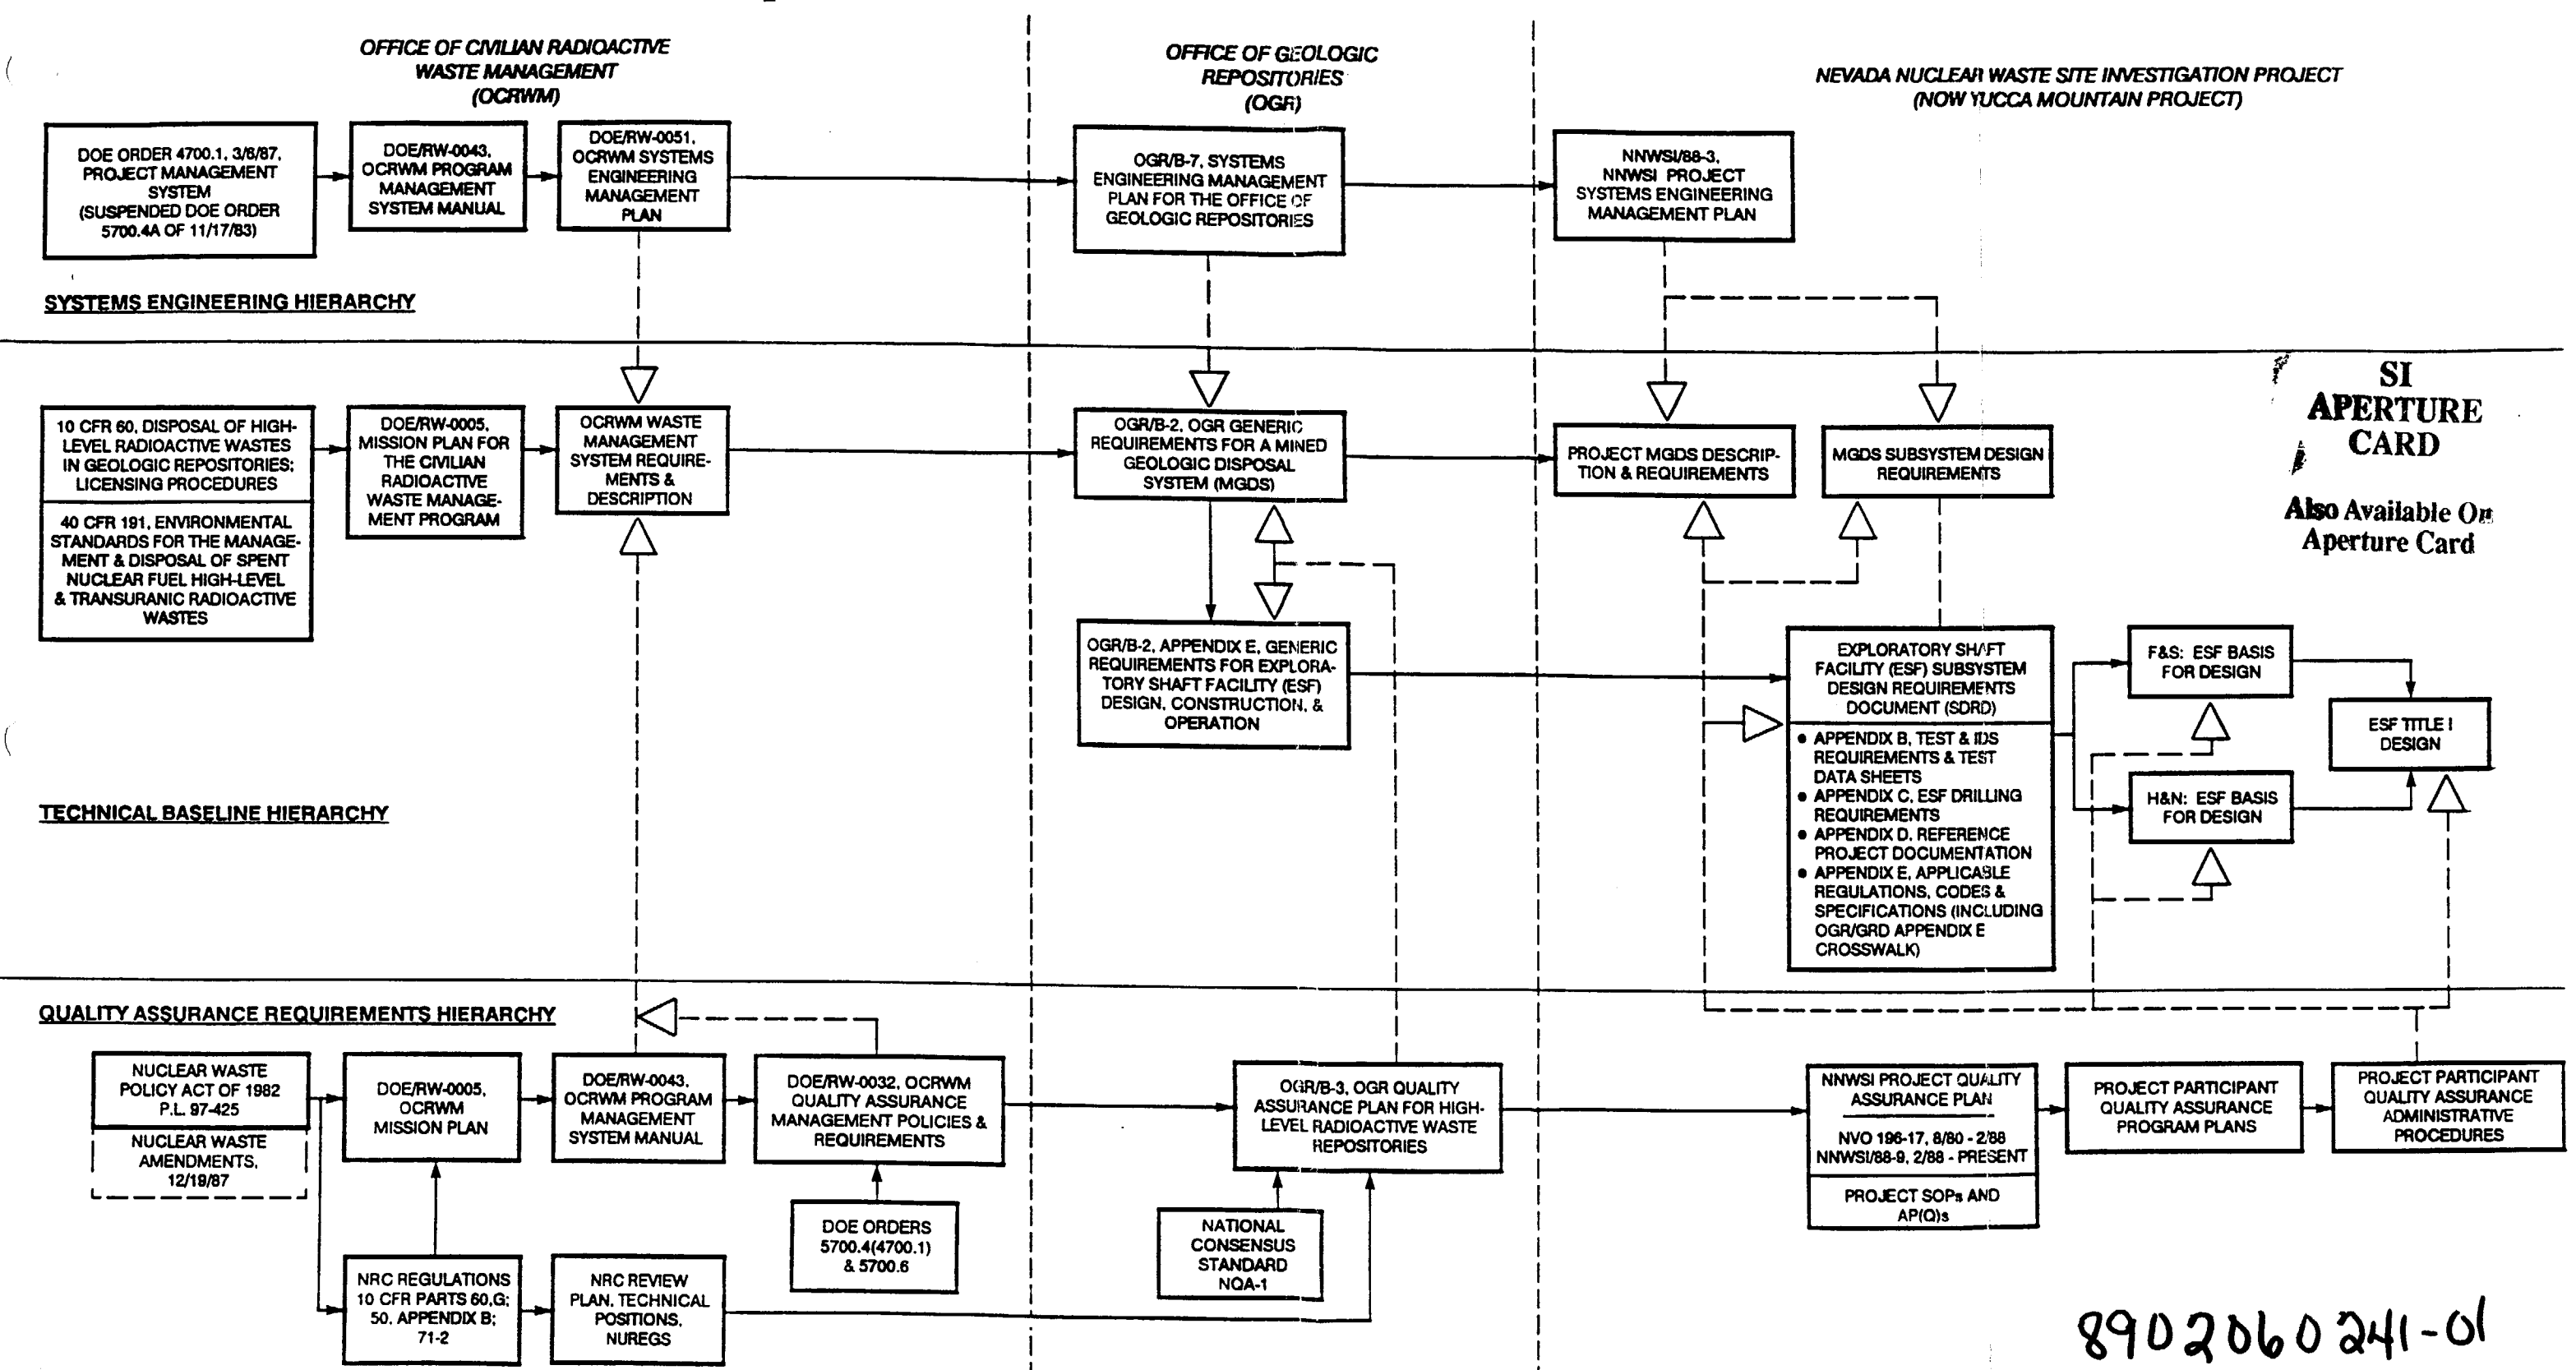 OFFICE OF CIVILIAN RADIOACTIVE
WASTE MANAGEMENT
(OCRWM)
OFFICE OF GEOLOGIC
REPOSITORIES
(OGR)
NEVADA NUCLEAR WASTE SITE INVESTIGATION PROJECT
(NOW YUCCA MOUNTAIN PROJECT)
DOE ORDER 4700.1, 3/6/87,
PROJECT MANAGEMENT
SYSTEM
(SUSPENDED DOE ORDER
5700.4A OF 11/17/83)
DOE/RW-0043,
OCRWM PROGRAM
MANAGEMENT
SYSTEM MANUAL
DOE/RW-0051,
OCRWM SYSTEMS
ENGINEERING
MANAGEMENT
PLAN
OGR/B-7, SYSTEMS
ENGINEERING MANAGEMENT
PLAN FOR THE OFFICE OF
GEOLOGIC REPOSITORIES
NNWSI/88-3,
NNWSI PROJECT
SYSTEMS ENGINEERING
MANAGEMENT PLAN
SYSTEMS ENGINEERING HIERARCHY
10 CFR 60, DISPOSAL OF HIGH-
LEVEL RADIOACTIVE WASTES
IN GEOLOGIC REPOSITORIES;
LICENSING PROCEDURES
40 CFR 191, ENVIRONMENTAL
STANDARDS FOR THE MANAGE-
MENT & DISPOSAL OF SPENT
NUCLEAR FUEL HIGH-LEVEL
& TRANSURANIC RADIOACTIVE
WASTES
DOE/RW-0005,
MISSION PLAN FOR
THE CIVILIAN
RADIOACTIVE
WASTE MANAGE-
MENT PROGRAM
OCRWM WASTE
MANAGEMENT
SYSTEM REQUIRE-
MENTS &
DESCRIPTION
OGR/B-2, OGR GENERIC
REQUIREMENTS FOR A MINED
GEOLOGIC DISPOSAL
SYSTEM (MGDS)
PROJECT MGDS DESCRIP-
TION & REQUIREMENTS
MGDS SUBSYSTEM DESIGN
REQUIREMENTS
SI
APERTURE
CARD
Also Available On
Aperture Card
OGR/B-2, APPENDIX E, GENERIC
REQUIREMENTS FOR EXPLORA-
TORY SHAFT FACILITY (ESF)
DESIGN, CONSTRUCTION, &
OPERATION
EXPLORATORY SHAFT
FACILITY (ESF) SUBSYSTEM
DESIGN REQUIREMENTS
DOCUMENT (SDRD)
● APPENDIX B, TEST & IDS
REQUIREMENTS & TEST
DATA SHEETS
● APPENDIX C, ESF DRILLING
REQUIREMENTS
● APPENDIX D, REFERENCE
PROJECT DOCUMENTATION
● APPENDIX E, APPLICABLE
REGULATIONS, CODES &
SPECIFICATIONS (INCLUDING
OGR/GRD APPENDIX E
CROSSWALK)
F&S: ESF BASIS
FOR DESIGN
H&N: ESF BASIS
FOR DESIGN
ESF TITLE I
DESIGN
TECHNICAL BASELINE HIERARCHY
QUALITY ASSURANCE REQUIREMENTS HIERARCHY
NUCLEAR WASTE
POLICY ACT OF 1982
P.L. 97-425
NUCLEAR WASTE
AMENDMENTS,
12/19/87
DOE/RW-0005,
OCRWM
MISSION PLAN
DOE/RW-0043,
OCRWM PROGRAM
MANAGEMENT
SYSTEM MANUAL
DOE/RW-0032, OCRWM
QUALITY ASSURANCE
MANAGEMENT POLICIES &
REQUIREMENTS
OGR/B-3, OGR QUALITY
ASSURANCE PLAN FOR HIGH-
LEVEL RADIOACTIVE WASTE
REPOSITORIES
NNWSI PROJECT QUALITY
ASSURANCE PLAN
NVO 196-17, 8/80 - 2/88
NNWSI/88-9, 2/88 - PRESENT
PROJECT SOPs AND
AP(Q)s
PROJECT PARTICIPANT
QUALITY ASSURANCE
PROGRAM PLANS
PROJECT PARTICIPANT
QUALITY ASSURANCE
ADMINISTRATIVE
PROCEDURES
DOE ORDERS
5700.4(4700.1)
& 5700.6
NATIONAL
CONSENSUS
STANDARD
NQA-1
NRC REGULATIONS
10 CFR PARTS 60,G;
50, APPENDIX B;
71-2
NRC REVIEW
PLAN, TECHNICAL
POSITIONS,
NUREGS
8902060241-01